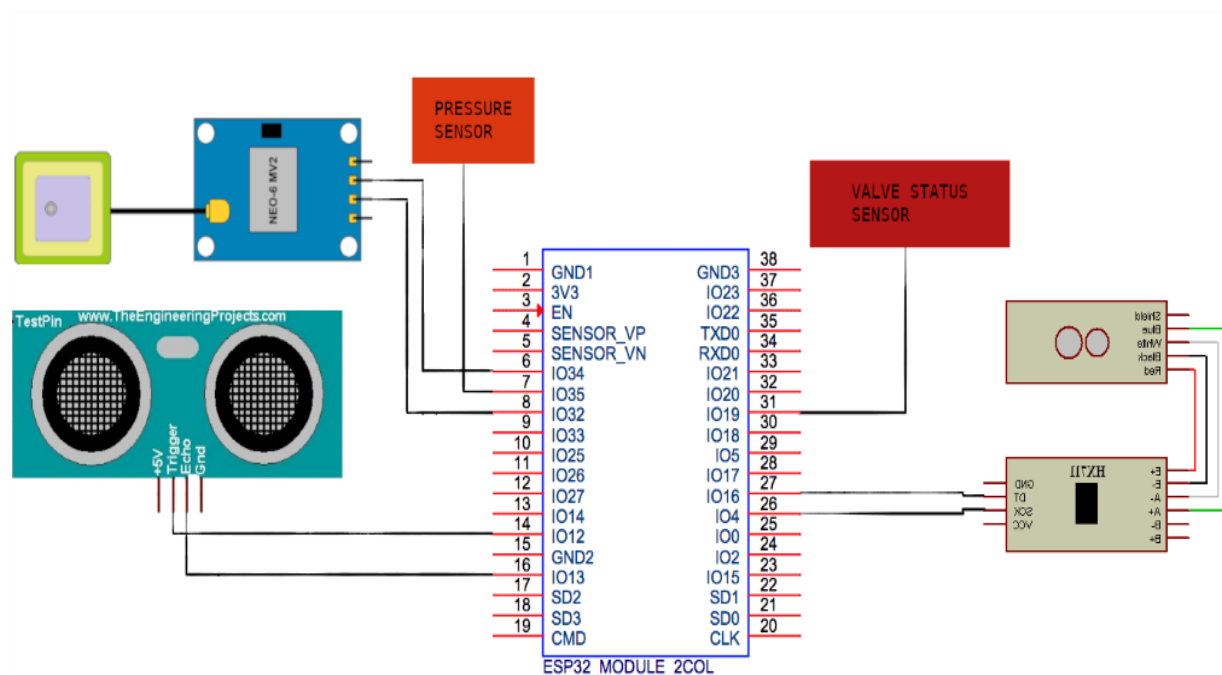 PRESSURE
SENSOR
NEO-6 MV2
VALVE STATUS
SENSOR
TestPin
www.TheEngineeringProjects.com
+5V
Trigger
Echo
Gnd
1
2
3
4
5
6
7
8
9
10
11
12
13
14
15
16
17
18
19
GND1
3V3
EN
SENSOR_VP
SENSOR_VN
IO34
IO35
IO32
IO33
IO25
IO26
IO27
IO14
IO12
GND2
IO13
SD2
SD3
CMD
GND3
IO23
IO22
TXD0
RXD0
IO21
IO20
IO19
IO18
IO5
IO17
IO16
IO4
IO0
IO2
IO15
SD1
SD0
CLK
38
37
36
35
34
33
32
31
30
29
28
27
26
25
24
23
22
21
20
ESP32 MODULE 2COL
Shield
Blue
White
Black
Red
HX711
GND
DT
SCK
VCC
E+
E-
A-
A+
B-
B+